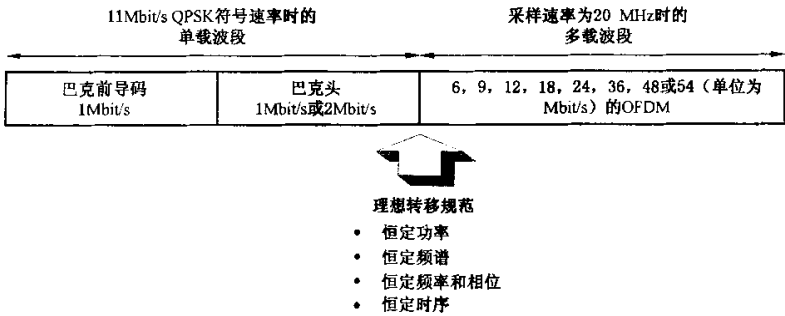 11Mbit/s QPSK符号速率时的
单载波段
采样速率为20 MHz时的
多载波段
巴克前导码
1Mbit/s
巴克头
1Mbit/s或2Mbit/s
6，9，12，18，24，36，48或54（单位为
Mbit/s）的OFDM
理想转移规范
• 恒定功率
• 恒定频谱
• 恒定频率和相位
• 恒定时序